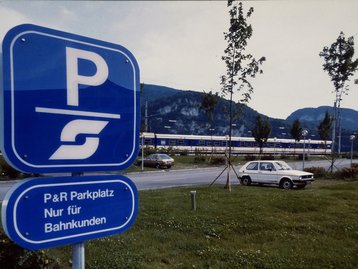 P
P&R Parkplatz
Nur für
Bahnkunden